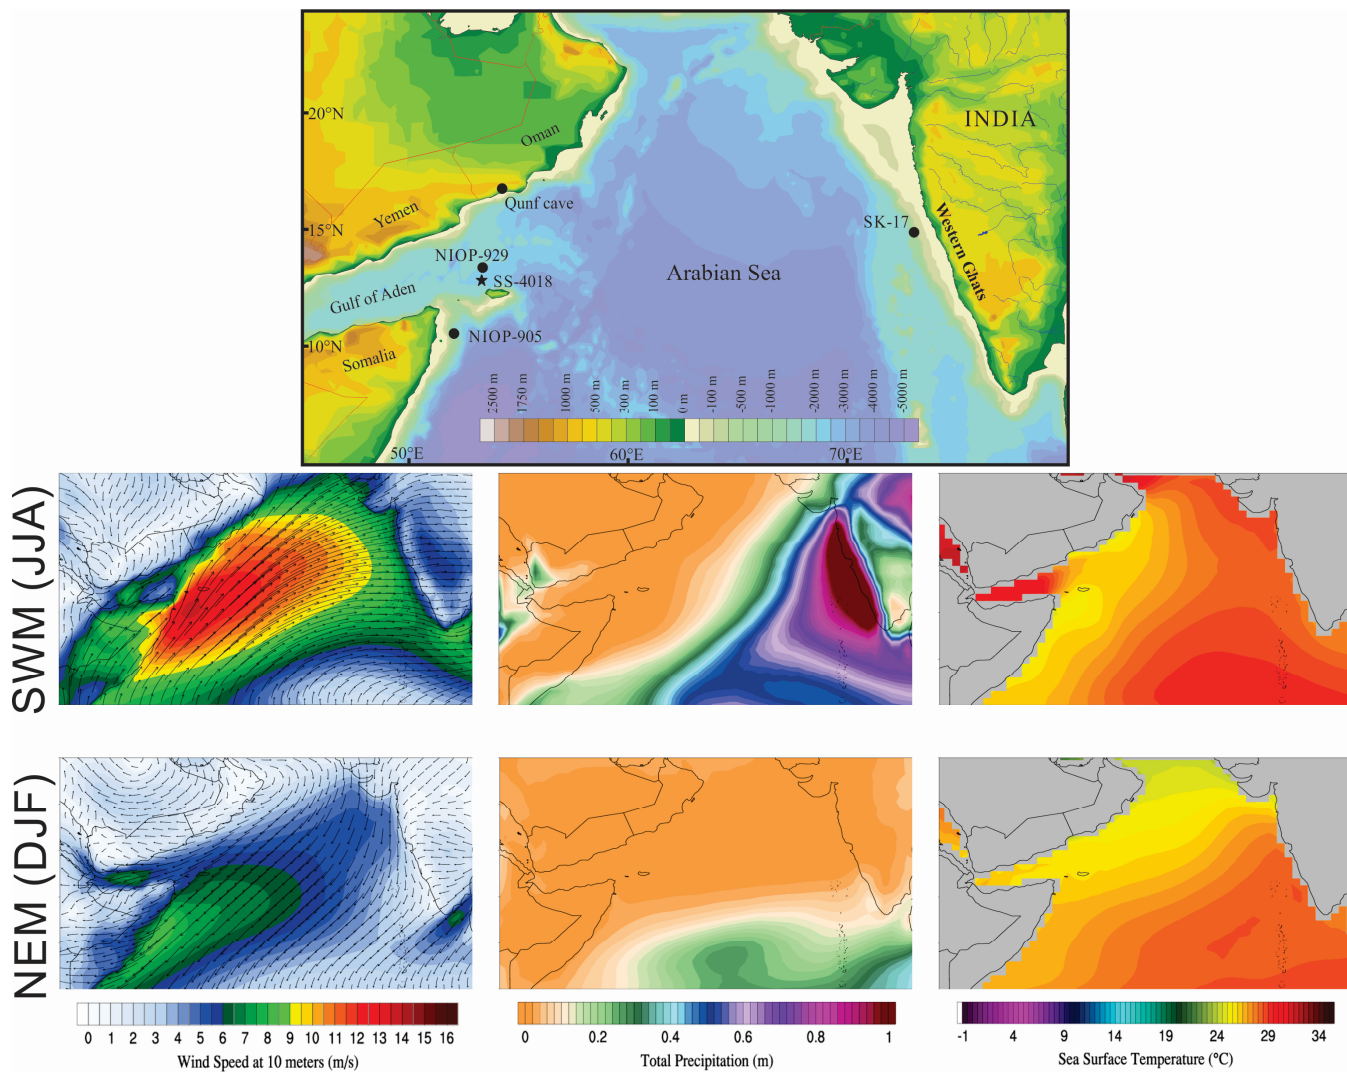 20°N
INDIA
Oman
Qunf cave
Yemen
15°N
SK-17
Western Ghats
NIOP-929
SS-4018
Arabian Sea
Gulf of Aden
10°N
NIOP-905
Somalia
2500 m 1750 m 1000 m 500 m 300 m 100 m 0 m -100 m -500 m -1000 m -2000 m -3000 m -4000 m -5000 m
50°E 60°E 70°E
SWM (JJA)
NEM (DJF)
0 1 2 3 4 5 6 7 8 9 10 11 12 13 14 15 16
Wind Speed at 10 meters (m/s)
0 0.2 0.4 0.6 0.8 1
Total Precipitation (m)
-1 4 9 14 19 24 29 34
Sea Surface Temperature (°C)